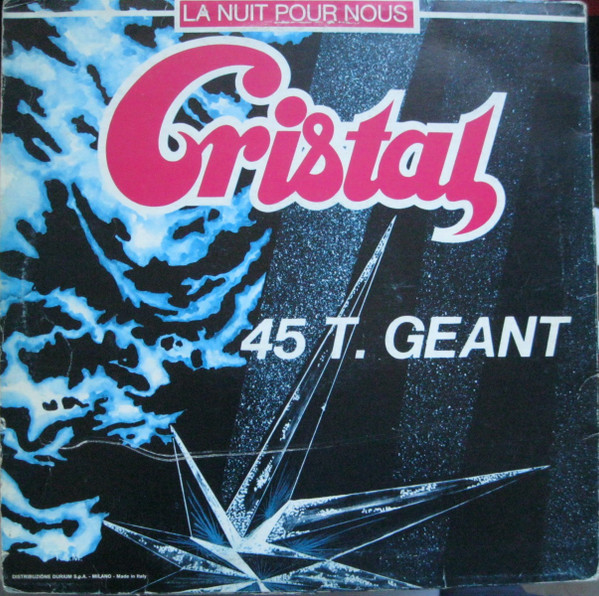 LA NUIT POUR NOUS
Cristal
45 T. GEANT
DISTRIBUZIONE DURIUM S.p.A. - MILANO - Made in Italy